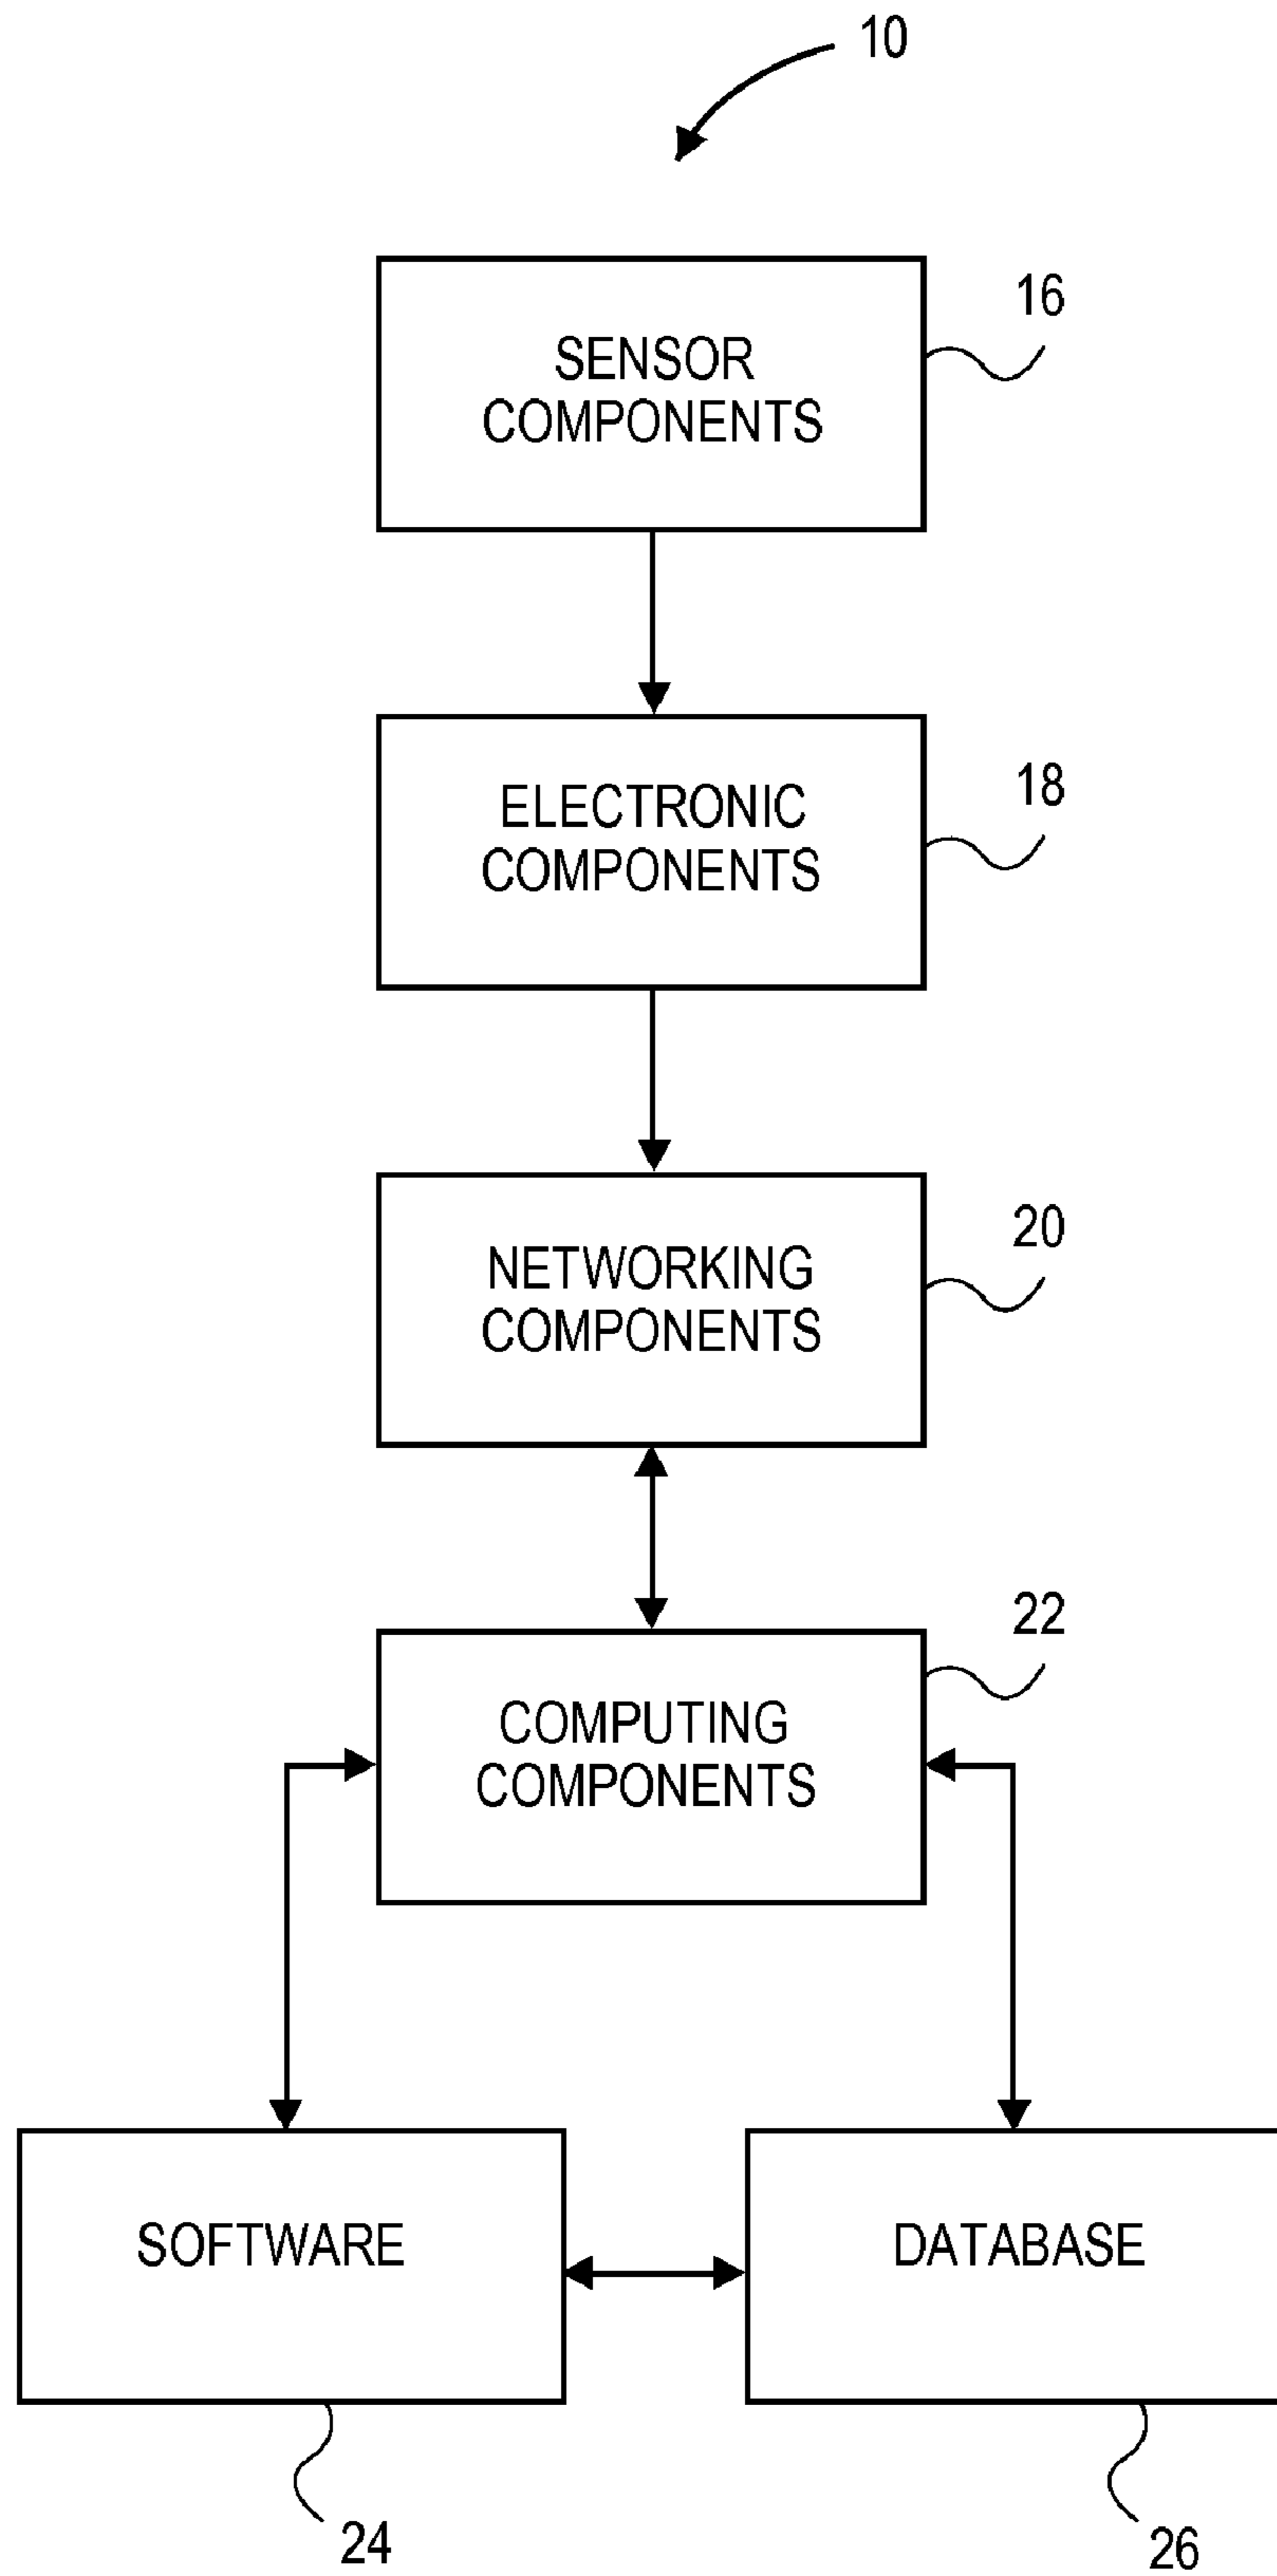 10
SENSOR
COMPONENTS
16
ELECTRONIC
COMPONENTS
18
NETWORKING
COMPONENTS
20
COMPUTING
COMPONENTS
22
SOFTWARE
DATABASE
24
26